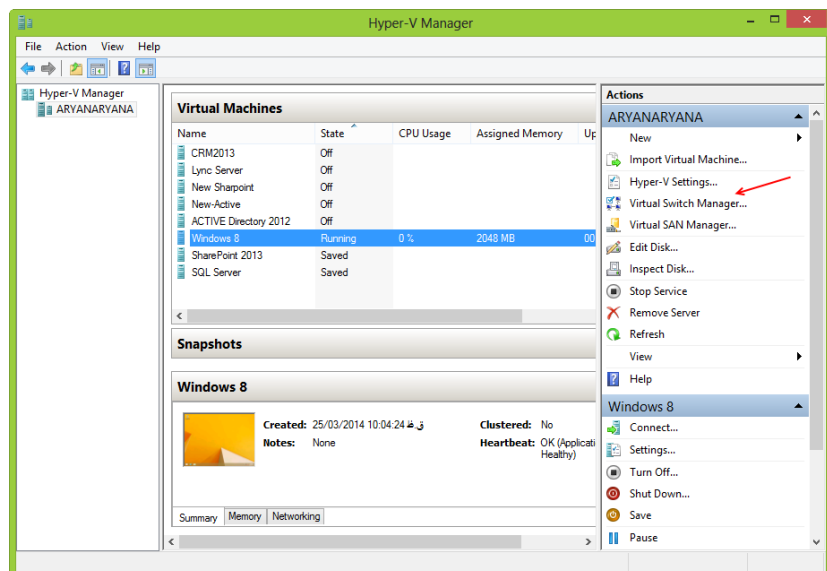 Hyper-V Manager
File Action View Help
Hyper-V Manager
ARYANARYANA
Virtual Machines
Name State CPU Usage Assigned Memory Up
CRM2013 Off
Lync Server Off
New Sharpoint Off
New-Active Off
ACTIVE Directory 2012 Off
Windows 8 Running 0 % 2048 MB 00
SharePoint 2013 Saved
SQL Server Saved
Snapshots
Windows 8
Created: 25/03/2014 10:04:24 ق.ظ Clustered: No
Notes: None Heartbeat: OK (Applicati
Healthy)
Summary Memory Networking
Actions
ARYANARYANA
New
Import Virtual Machine...
Hyper-V Settings...
Virtual Switch Manager...
Virtual SAN Manager...
Edit Disk...
Inspect Disk...
Stop Service
Remove Server
Refresh
View
Help
Windows 8
Connect...
Settings...
Turn Off...
Shut Down...
Save
Pause